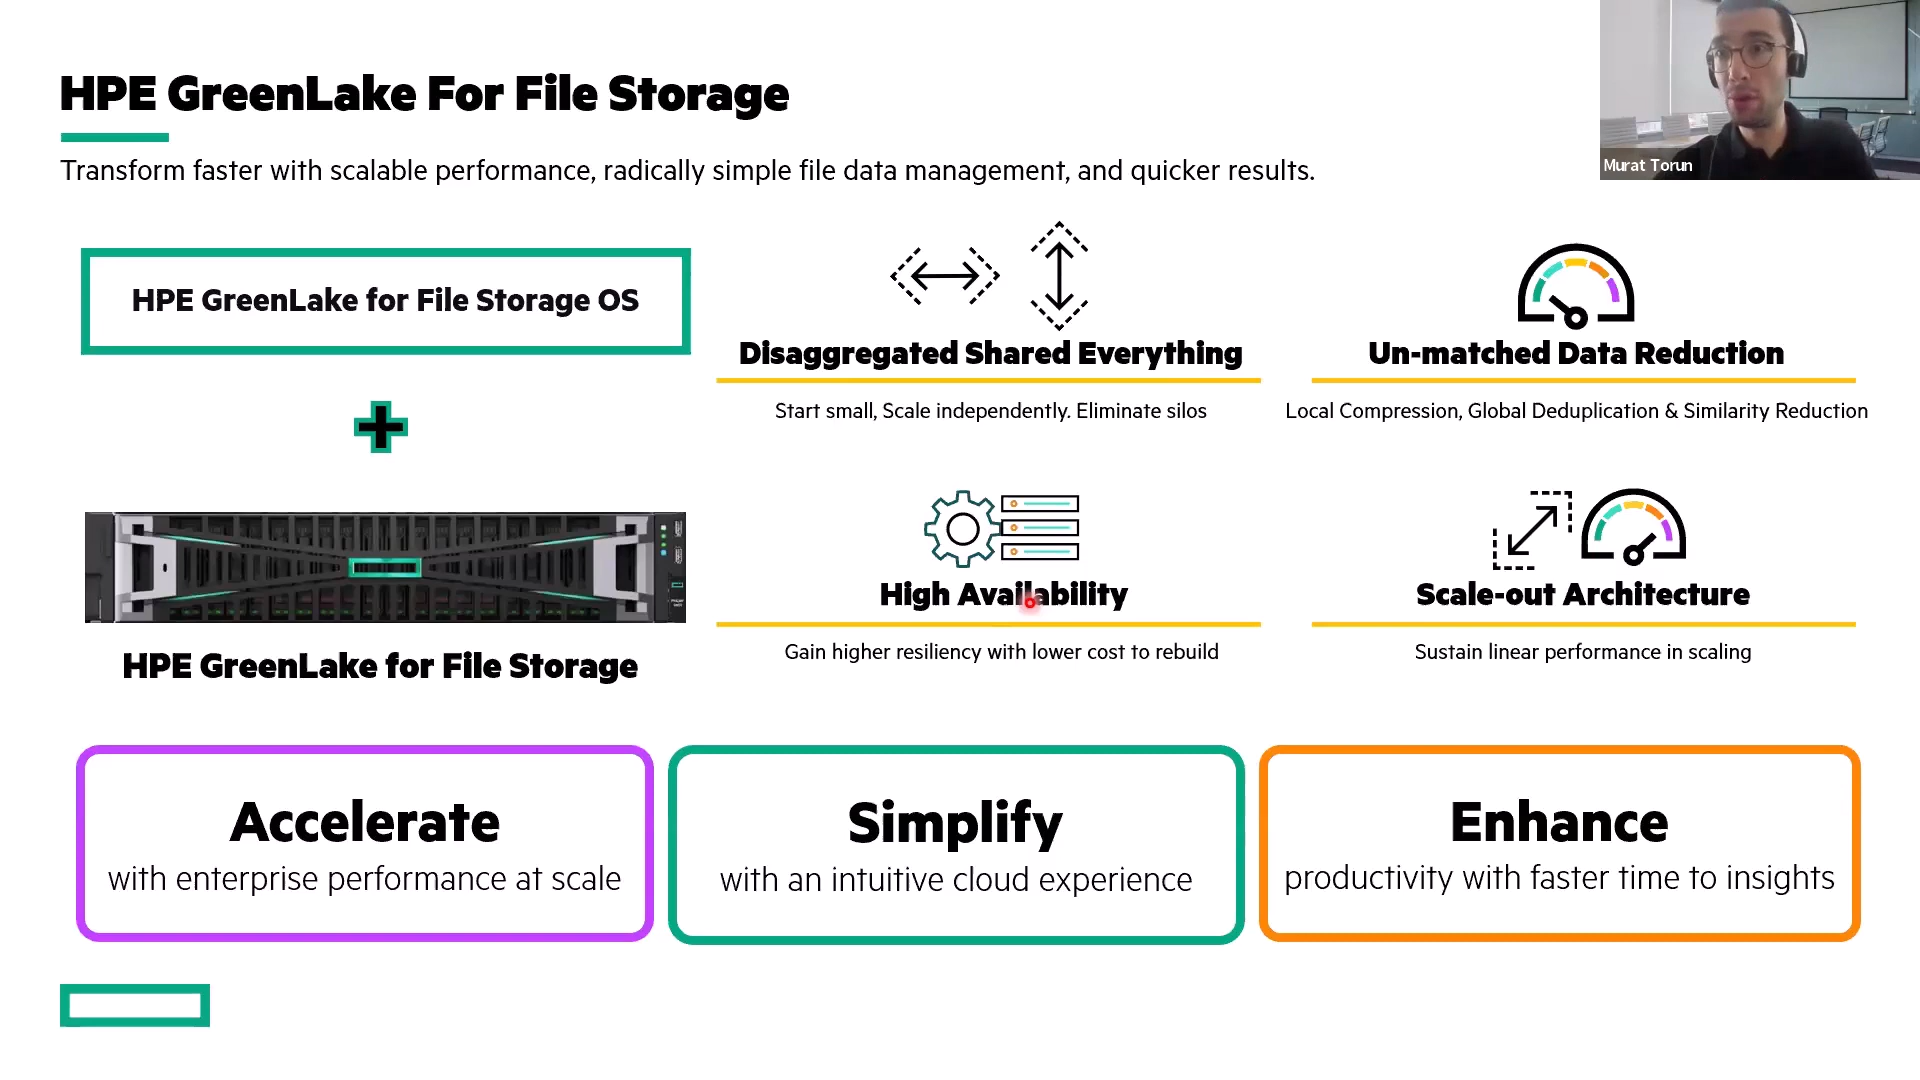 HPE GreenLake For File Storage
Transform faster with scalable performance, radically simple file data management, and quicker results.
Murat Torun
HPE GreenLake for File Storage OS
HPE GreenLake for File Storage
Disaggregated Shared Everything
Start small, Scale independently. Eliminate silos
Un-matched Data Reduction
Local Compression, Global Deduplication & Similarity Reduction
High Availability
Gain higher resiliency with lower cost to rebuild
Scale-out Architecture
Sustain linear performance in scaling
Accelerate
with enterprise performance at scale
Simplify
with an intuitive cloud experience
Enhance
productivity with faster time to insights